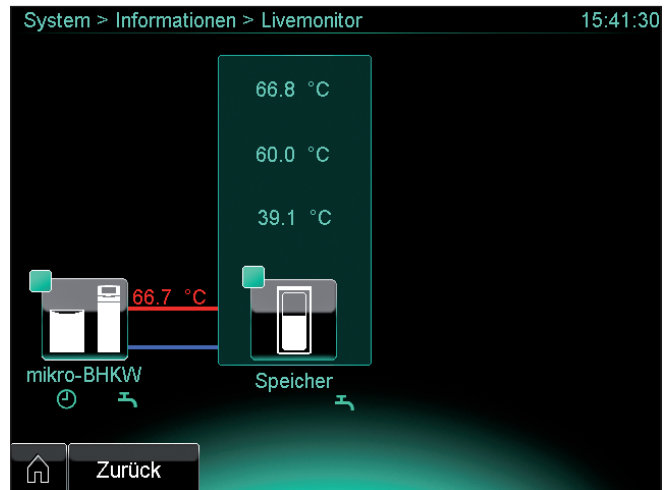 System > Informationen > Livemonitor 15:41:30
66.8 °C
60.0 °C
39.1 °C
66.7 °C
mikro-BHKW
Speicher
Zurück